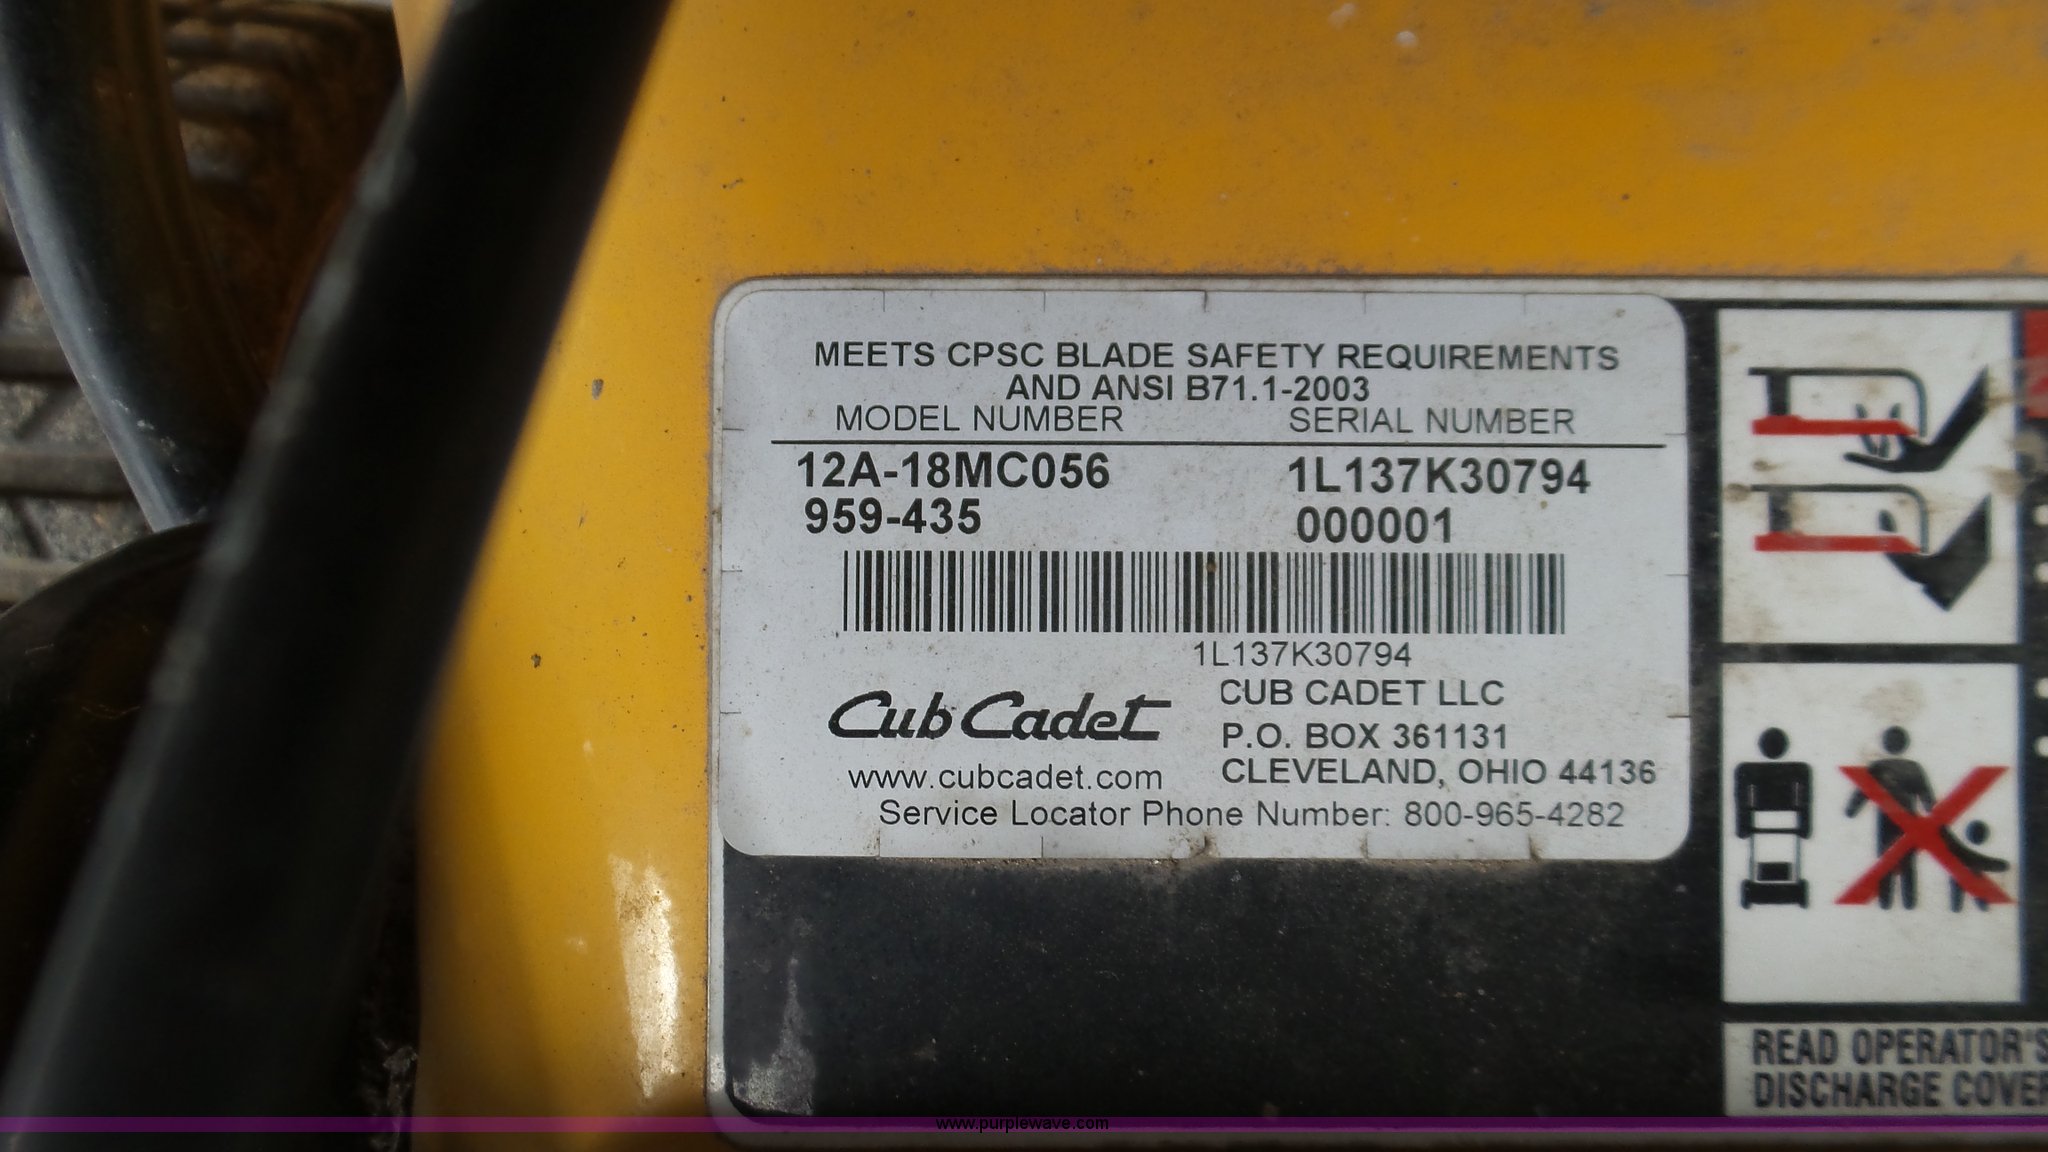 MEETS CPSC BLADE SAFETY REQUIREMENTS
AND ANSI B71.1-2003
MODEL NUMBER SERIAL NUMBER
12A-18MC056 1L137K30794
959-435 000001
1L137K30794
Cub Cadet CUB CADET LLC
P.O. BOX 361131
www.cubcadet.com CLEVELAND, OHIO 44136
Service Locator Phone Number: 800-965-4282
READ OPERATOR'S
DISCHARGE COVER
www.purplewave.com